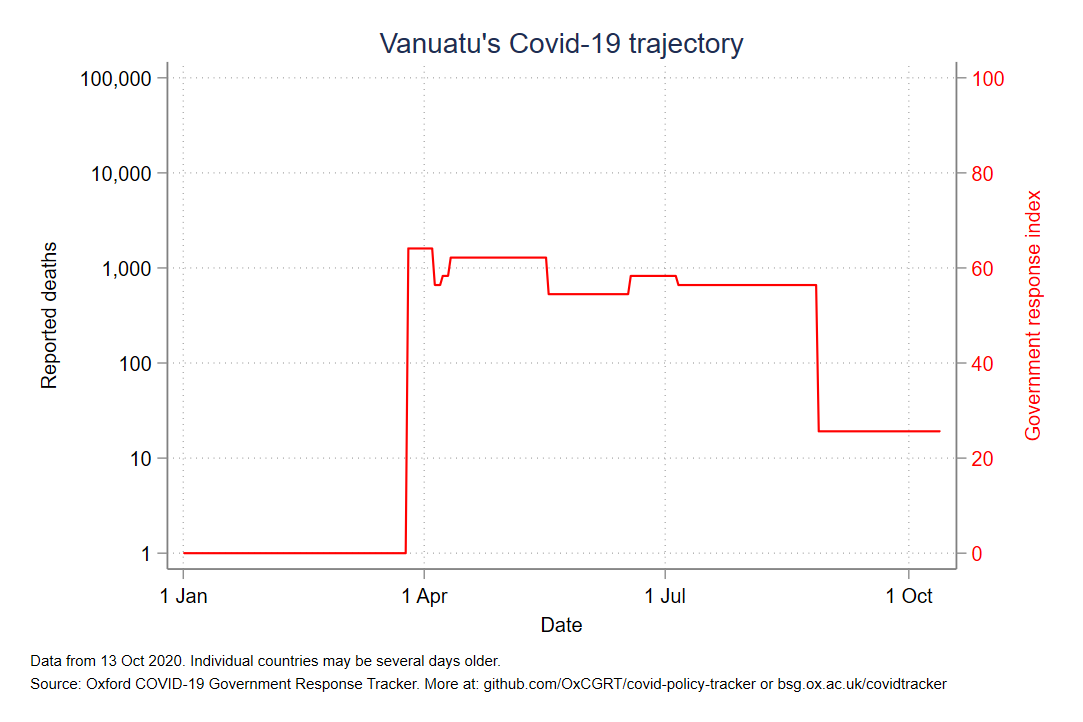 Vanuatu's Covid-19 trajectory
100,000
10,000
1,000
100
10
1
Reported deaths
100
80
60
40
20
0
Government response index
1 Jan
1 Apr
1 Jul
1 Oct
Date
Data from 13 Oct 2020. Individual countries may be several days older.
Source: Oxford COVID-19 Government Response Tracker. More at: github.com/OxCGRT/covid-policy-tracker or bsg.ox.ac.uk/covidtracker